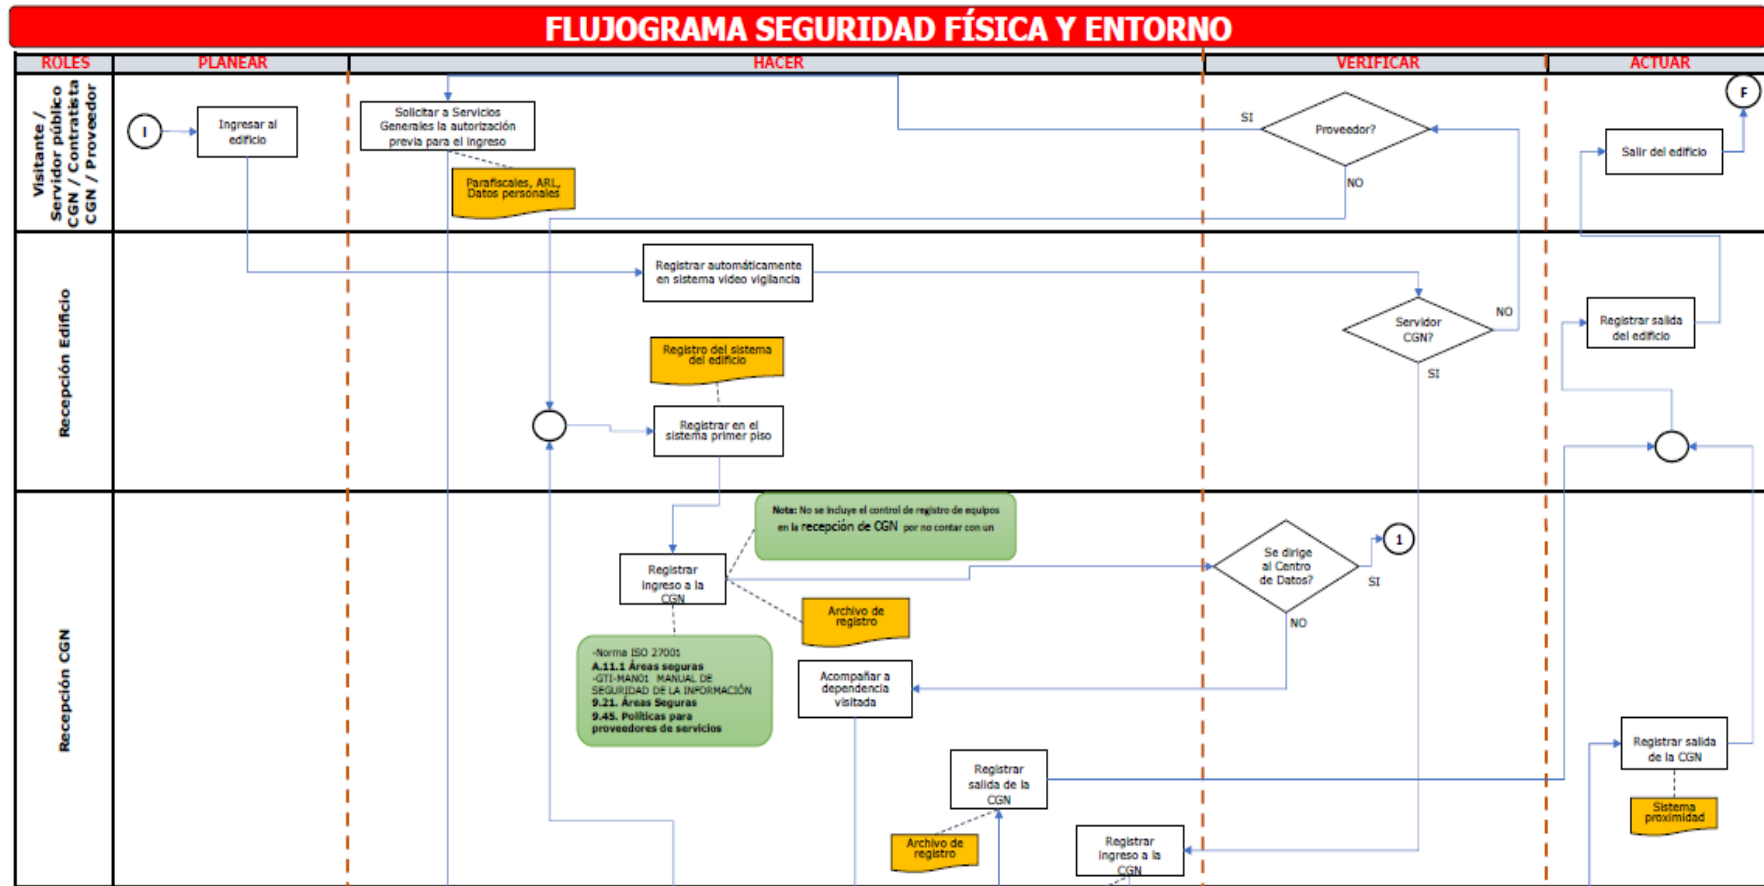 FLUJOGRAMA SEGURIDAD FÍSICA Y ENTORNO
ROLES
PLANEAR
HACER
VERIFICAR
ACTUAR
Visitante /
Servidor público
CGN / Contratista
CGN / Proveedor
I
Ingresar al
edificio
Solicitar a Servicios
Generales la autorización
previa para el ingreso
Parafiscales, ARL,
Datos personales
SI
Proveedor?
NO
Salir del edificio
F
Recepción Edificio
Registrar automáticamente
en sistema video vigilancia
Servidor
CGN?
NO
SI
Registrar salida
del edificio
Registro del sistema
del edificio
Registrar en el
sistema primer piso
Recepción CGN
Nota: No se incluye el control de registro de equipos
en la recepción de CGN por no contar con un
Registrar
ingreso a la
CGN
Archivo de
registro
Se dirige
al Centro
de Datos?
1
SI
NO
-Norma ISO 27001
A.11.1 Áreas seguras
-GTI-MAN01 MANUAL DE
SEGURIDAD DE LA INFORMACIÓN
9.21. Áreas Seguras
9.45. Políticas para
proveedores de servicios
Acompañar a
dependencia
visitada
Registrar
salida de la
CGN
Archivo de
registro
Registrar
ingreso a la
CGN
Registrar salida
de la CGN
Sistema
proximidad